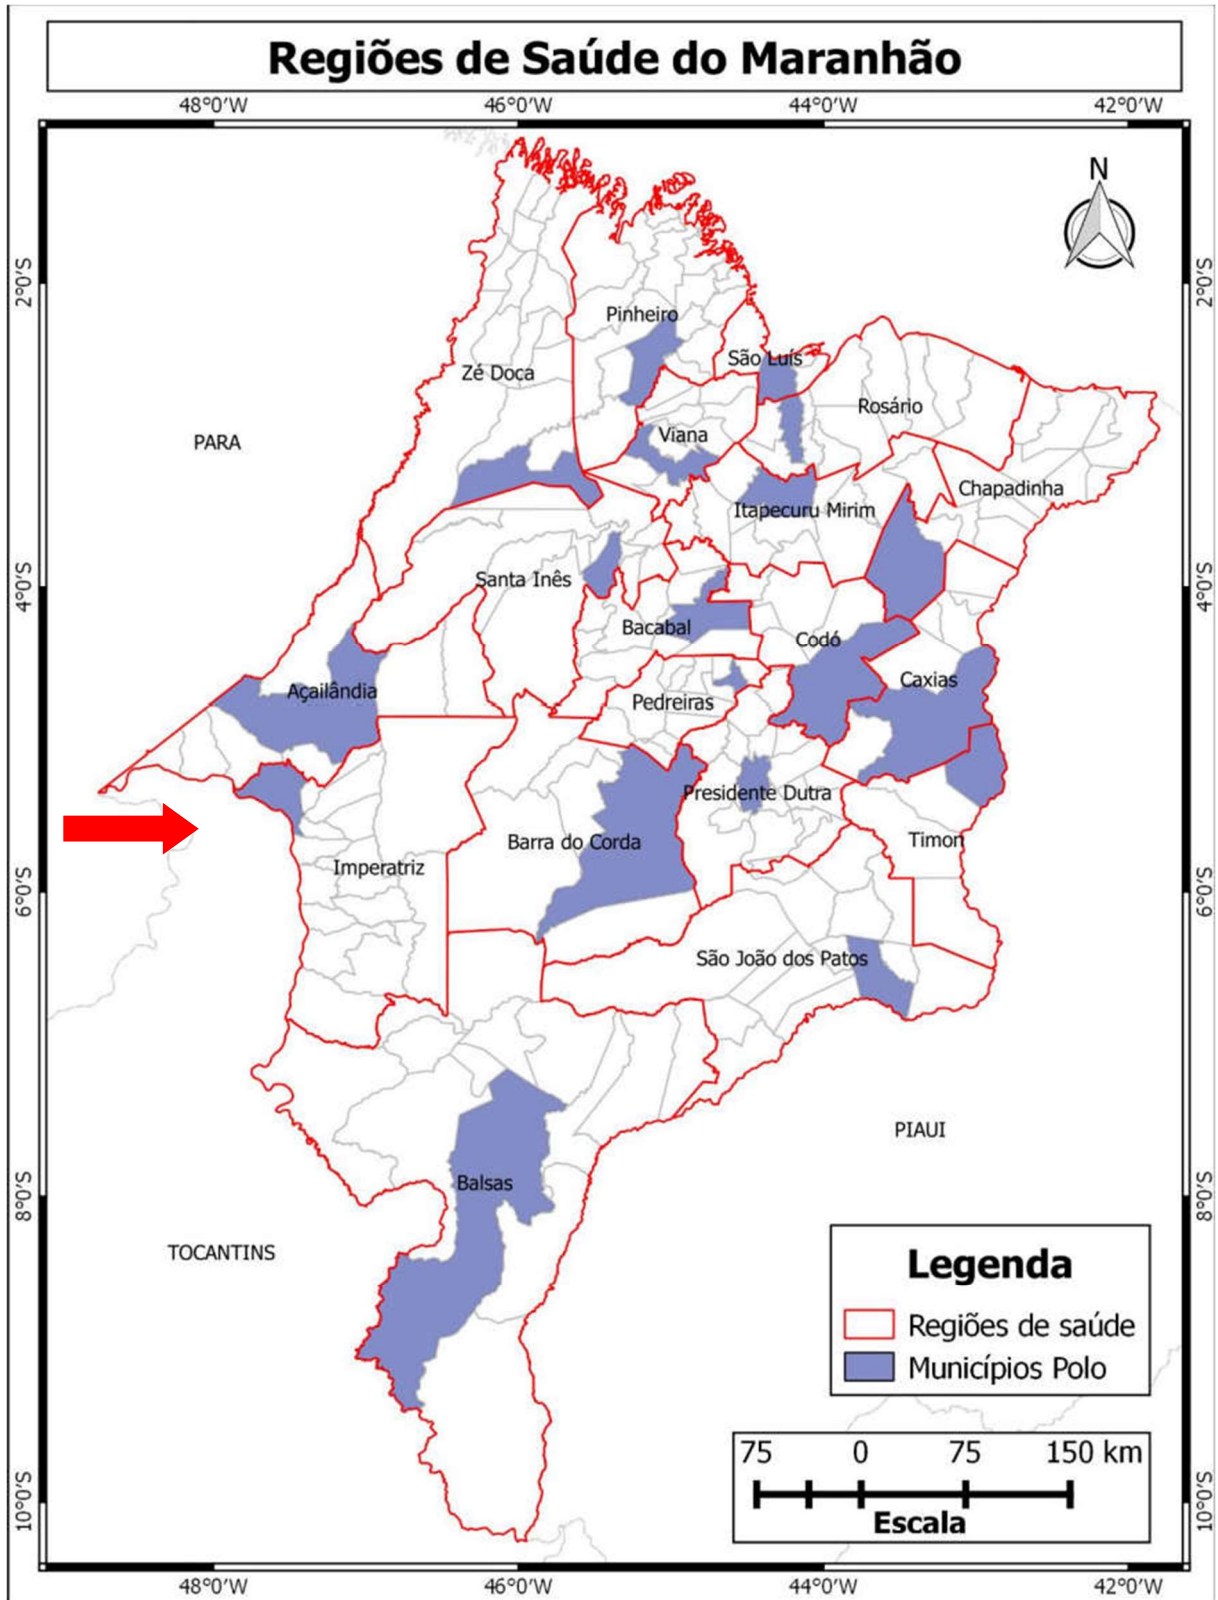 Regiões de Saúde do Maranhão
48°0'W 46°0'W 44°0'W 42°0'W
N
2°0'S 2°0'S
Pinheiro
São Luís
Zé Doca
Rosário
Viana
PARA
Chapadinha
Itapecuru Mirim
Santa Inês
4°0'S 4°0'S
Bacabal
Codó
Caxias
Açailândia
Pedreiras
Presidente Dutra
Barra do Corda
Timon
Imperatriz
6°0'S 6°0'S
São João dos Patos
PIAUI
Balsas
8°0'S 8°0'S
TOCANTINS
Legenda
Regiões de saúde
Municípios Polo
75 0 75 150 km
Escala
10°0'S 10°0'S
48°0'W 46°0'W 44°0'W 42°0'W